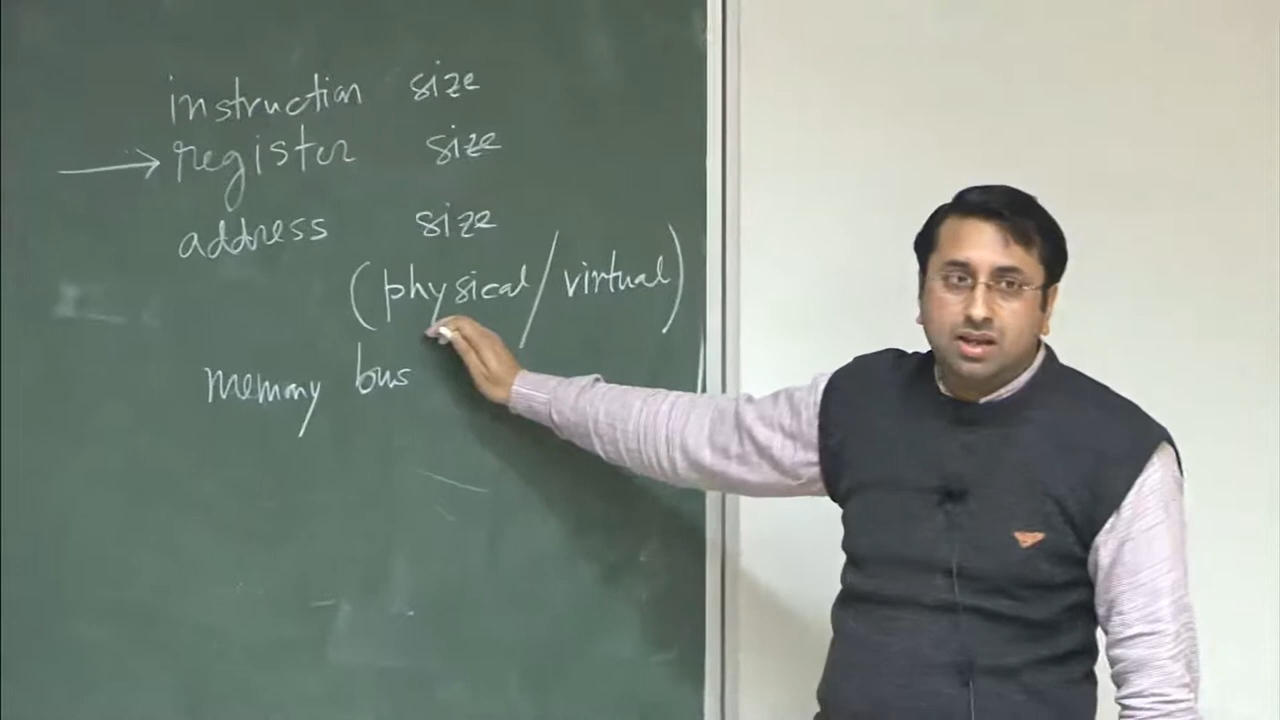 instruction size
→ register size
address size
(physical/virtual)
memory bus